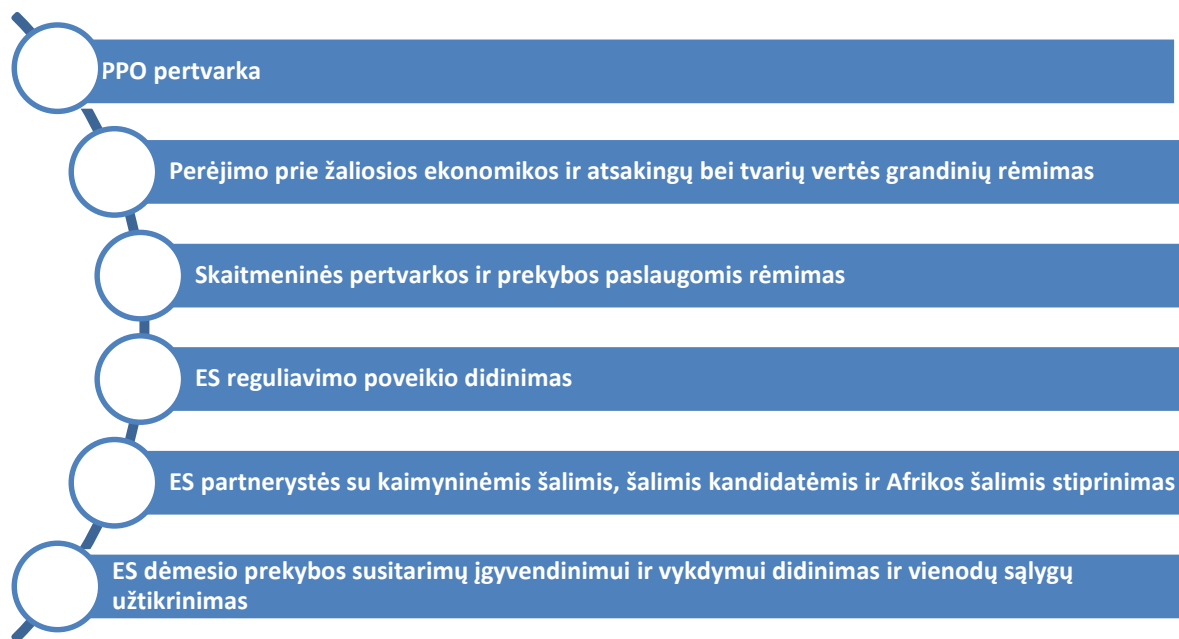 PPO pertvarka
Perėjimo prie žaliosios ekonomikos ir atsakingų bei tvarių vertės grandinių rėmimas
Skaitmeninės pertvarkos ir prekybos paslaugomis rėmimas
ES reguliavimo poveikio didinimas
ES partnerystės su kaimyninėmis šalimis, šalimis kandidatėmis ir Afrikos šalimis stiprinimas
ES dėmesio prekybos susitarimų įgyvendinimui ir vykdymui didinimas ir vienodų sąlygų
užtikrinimas